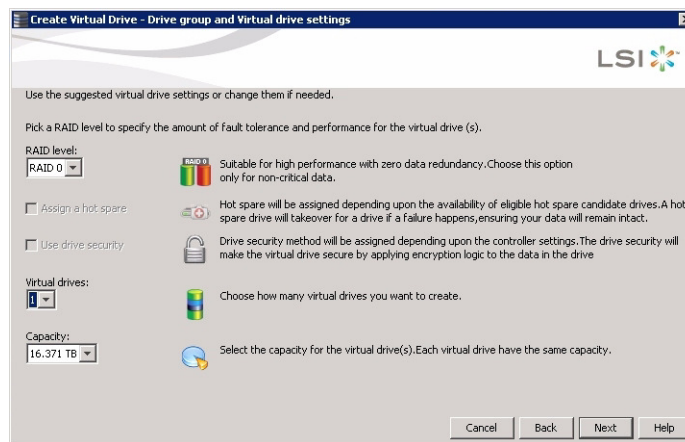 Create Virtual Drive - Drive group and Virtual drive settings
LSI
Use the suggested virtual drive settings or change them if needed.
Pick a RAID level to specify the amount of fault tolerance and performance for the virtual drive (s).
RAID level:
RAID 0
RAID 0
Suitable for high performance with zero data redundancy.Choose this option
only for non-critical data.
Assign a hot spare
Hot spare will be assigned depending upon the availability of eligible hot spare candidate drives.A hot
spare drive will takeover for a drive if a failure happens,ensuring your data will remain intact.
Use drive security
Drive security method will be assigned depending upon the controller settings.The drive security will
make the virtual drive secure by applying encryption logic to the data in the drive
Virtual drives:
1
Choose how many virtual drives you want to create.
Capacity:
16.371 TB
Select the capacity for the virtual drive(s).Each virtual drive have the same capacity.
Cancel
Back
Next
Help